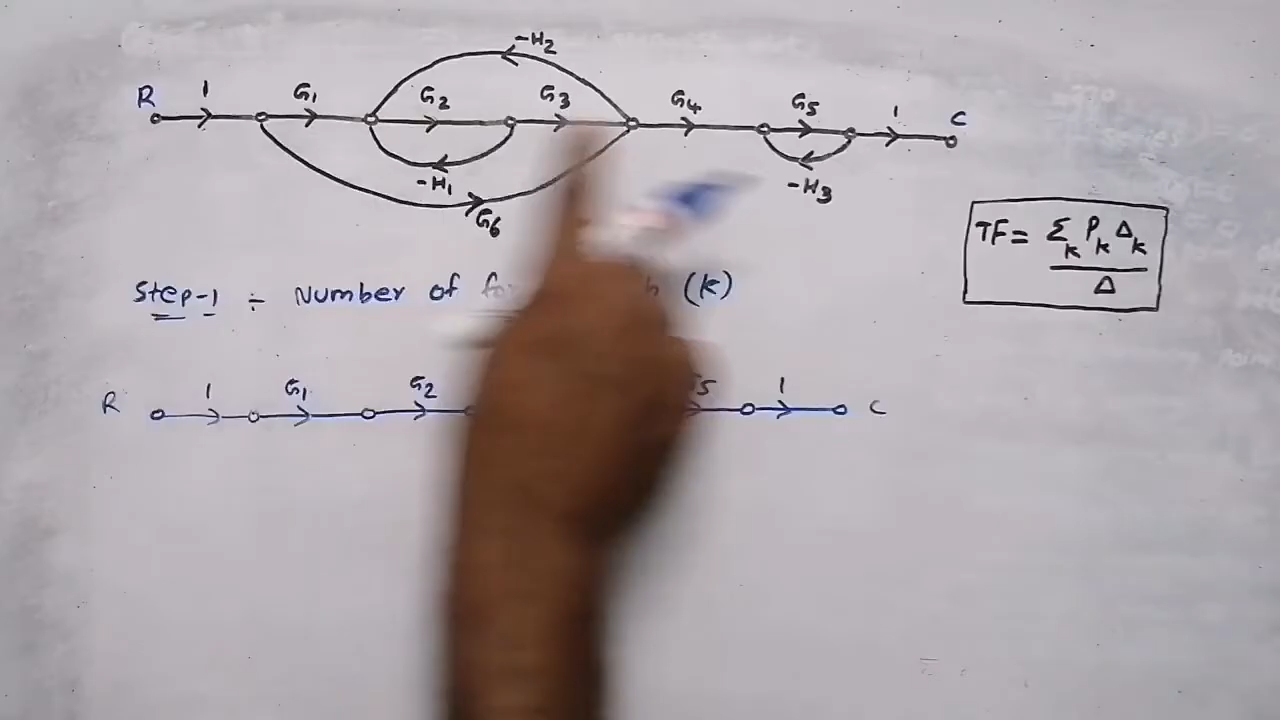 -H2
R 1 G1 G2 G3 G4 G5 1 C
-H1 -H3
G6
TF= Σk Pk Δk
Δ
Step-1 ÷ Number of (k)
R 1 G1 G2 1 C